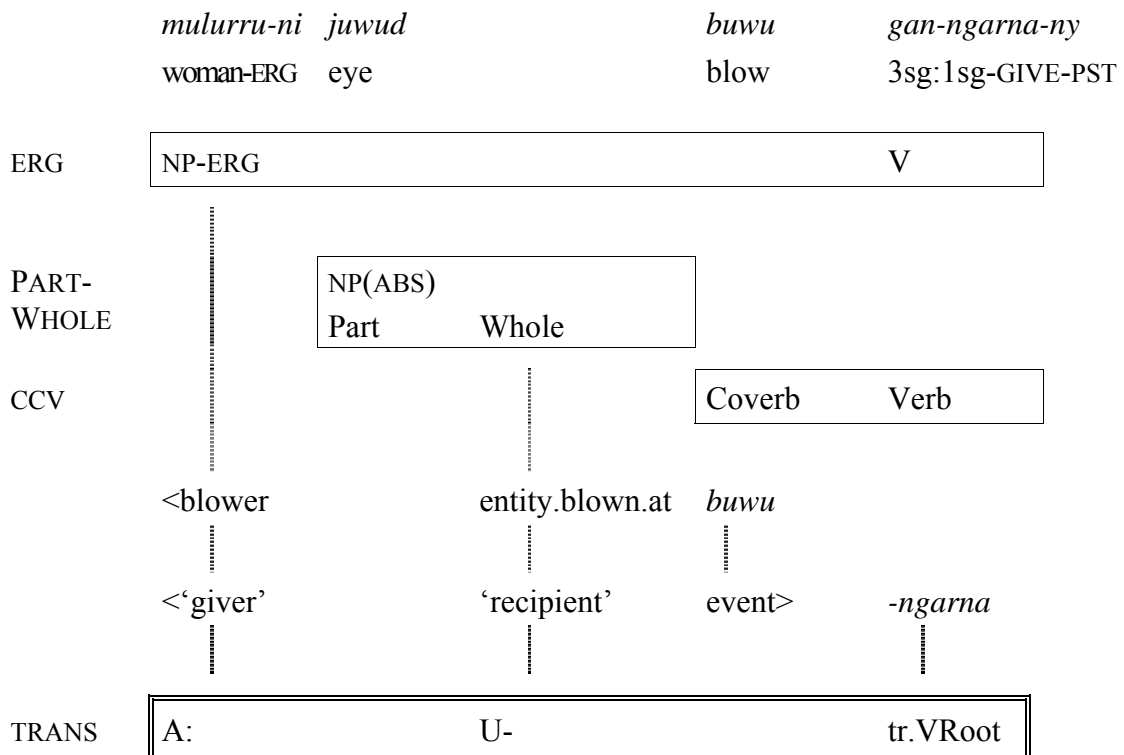 mulurru-ni juwud buwu gan-ngarna-ny
woman-ERG eye blow 3sg:1sg-GIVE-PST
ERG NP-ERG V
PART- NP(ABS)
WHOLE Part Whole
CCV Coverb Verb
<blower entity.blown.at buwu
<‘giver’ ‘recipient’ event> -ngarna
TRANS A: U- tr.VRoot